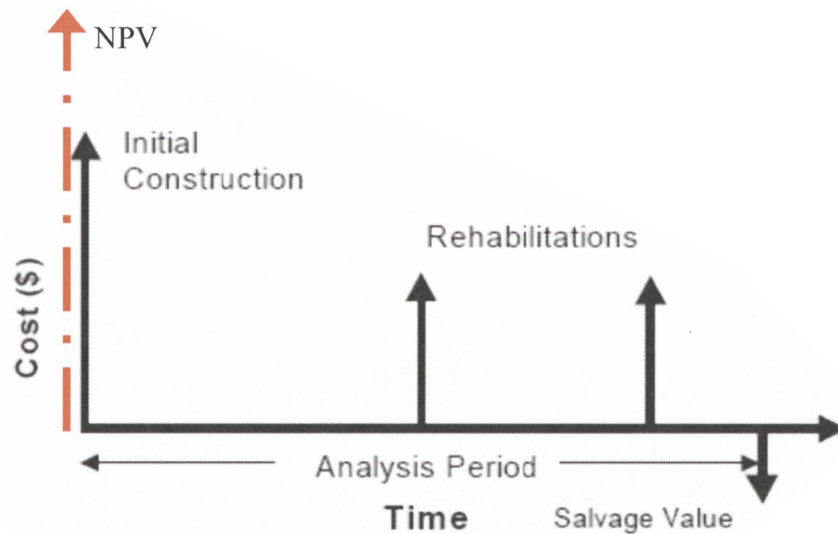 NPV
Initial
Construction
Rehabilitations
Cost ($)
Analysis Period
Time
Salvage Value